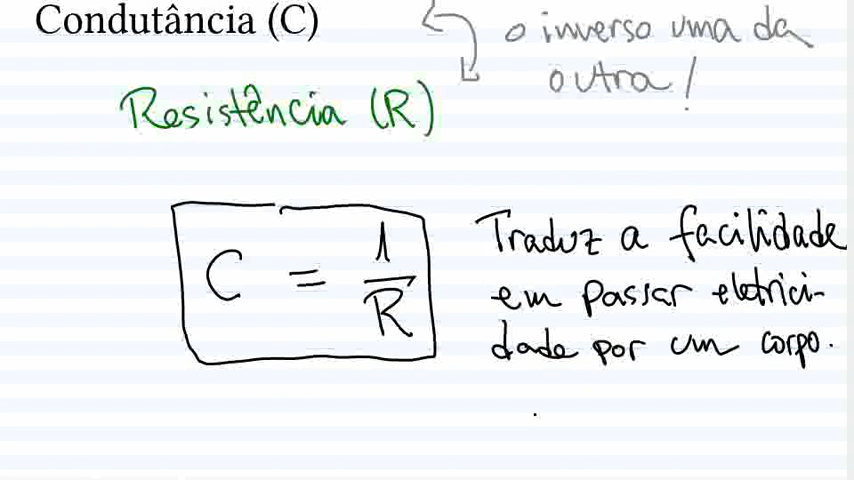 Condutância (C)
o inverso uma da
outra!
Resistência (R)
C = 1/R
Traduz a facilidade
em passar eletrici-
dade por um corpo.